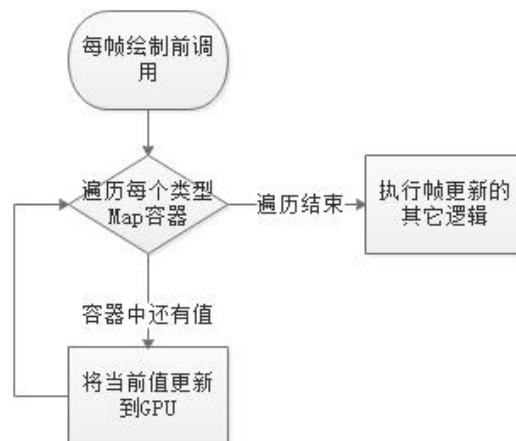 每帧绘制前调
用
遍历每个类型
Map容器
遍历结束
执行帧更新的
其它逻辑
容器中还有值
将当前值更新
到GPU